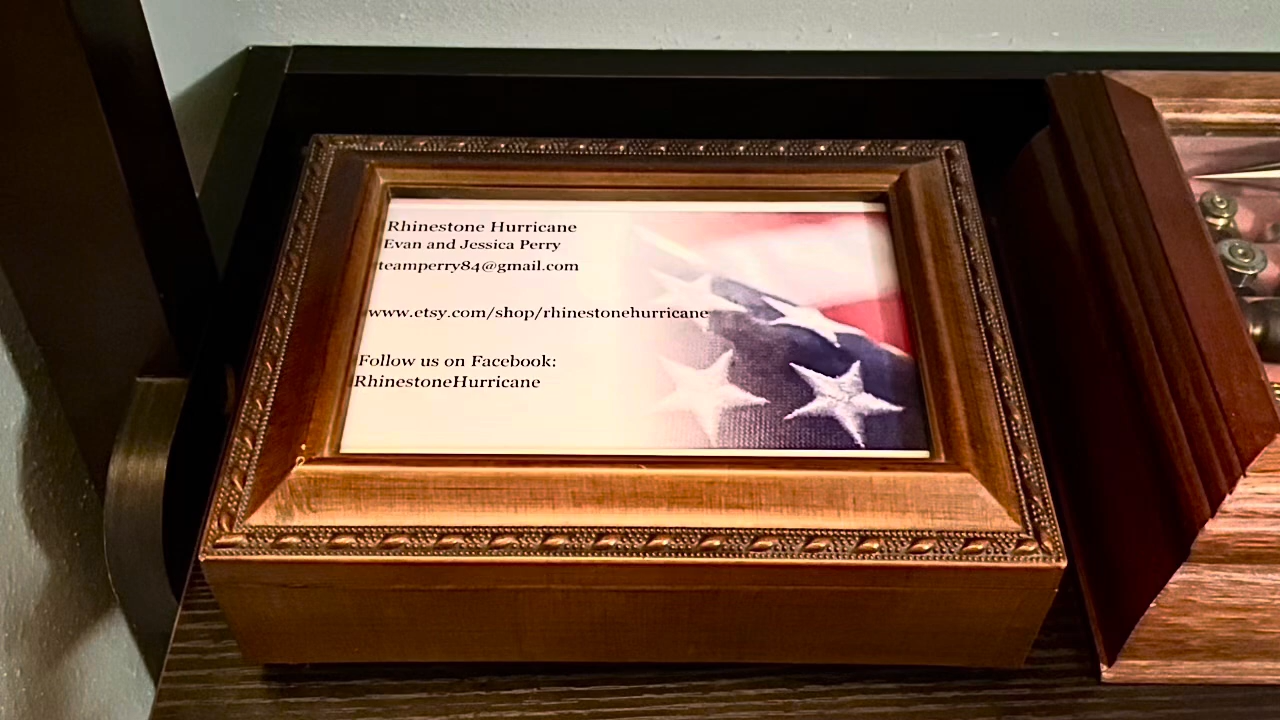 Rhinestone Hurricane
Evan and Jessica Perry
teamperry84@gmail.com
www.etsy.com/shop/rhinestonehurricane
Follow us on Facebook:
RhinestoneHurricane